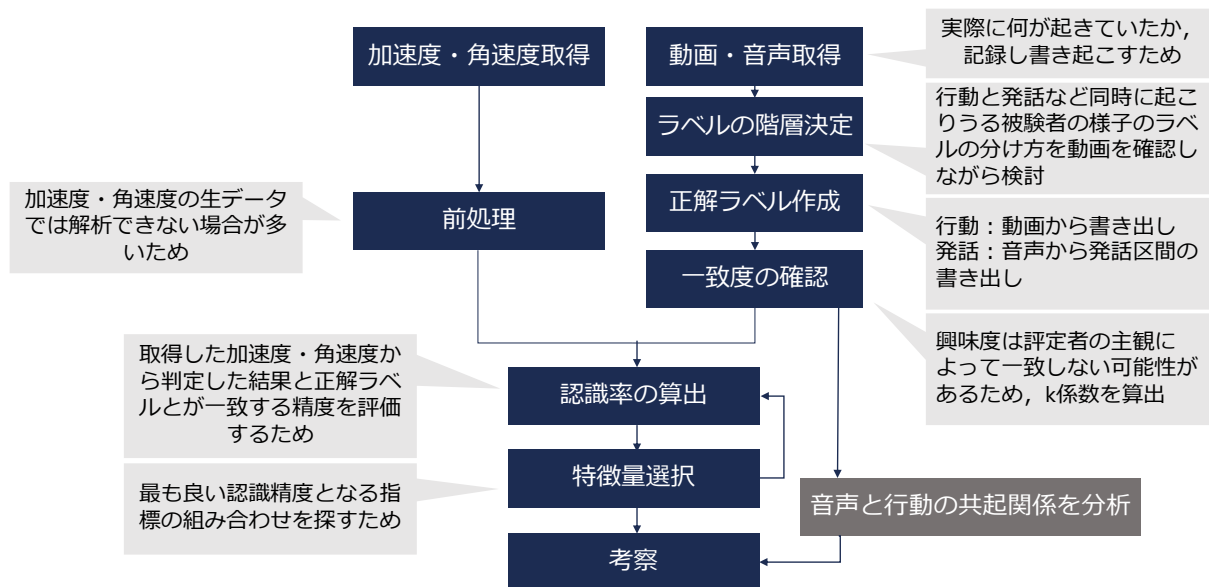 加速度・角速度取得
動画・音声取得
実際に何が起きていたか，
記録し書き起こすため
ラベルの階層決定
行動と発話など同時に起こ
りうる被験者の様子のラベ
ルの分け方を動画を確認し
ながら検討
加速度・角速度の生データ
では解析できない場合が多
いため
前処理
正解ラベル作成
行動：動画から書き出し
発話：音声から発話区間の
書き出し
一致度の確認
興味度は評定者の主観に
よって一致しない可能性が
あるため，k係数を算出
取得した加速度・角速度か
ら判定した結果と正解ラベ
ルとが一致する精度を評価
するため
認識率の算出
特徴量選択
最も良い認識精度となる指
標の組み合わせを探すため
音声と行動の共起関係を分析
考察